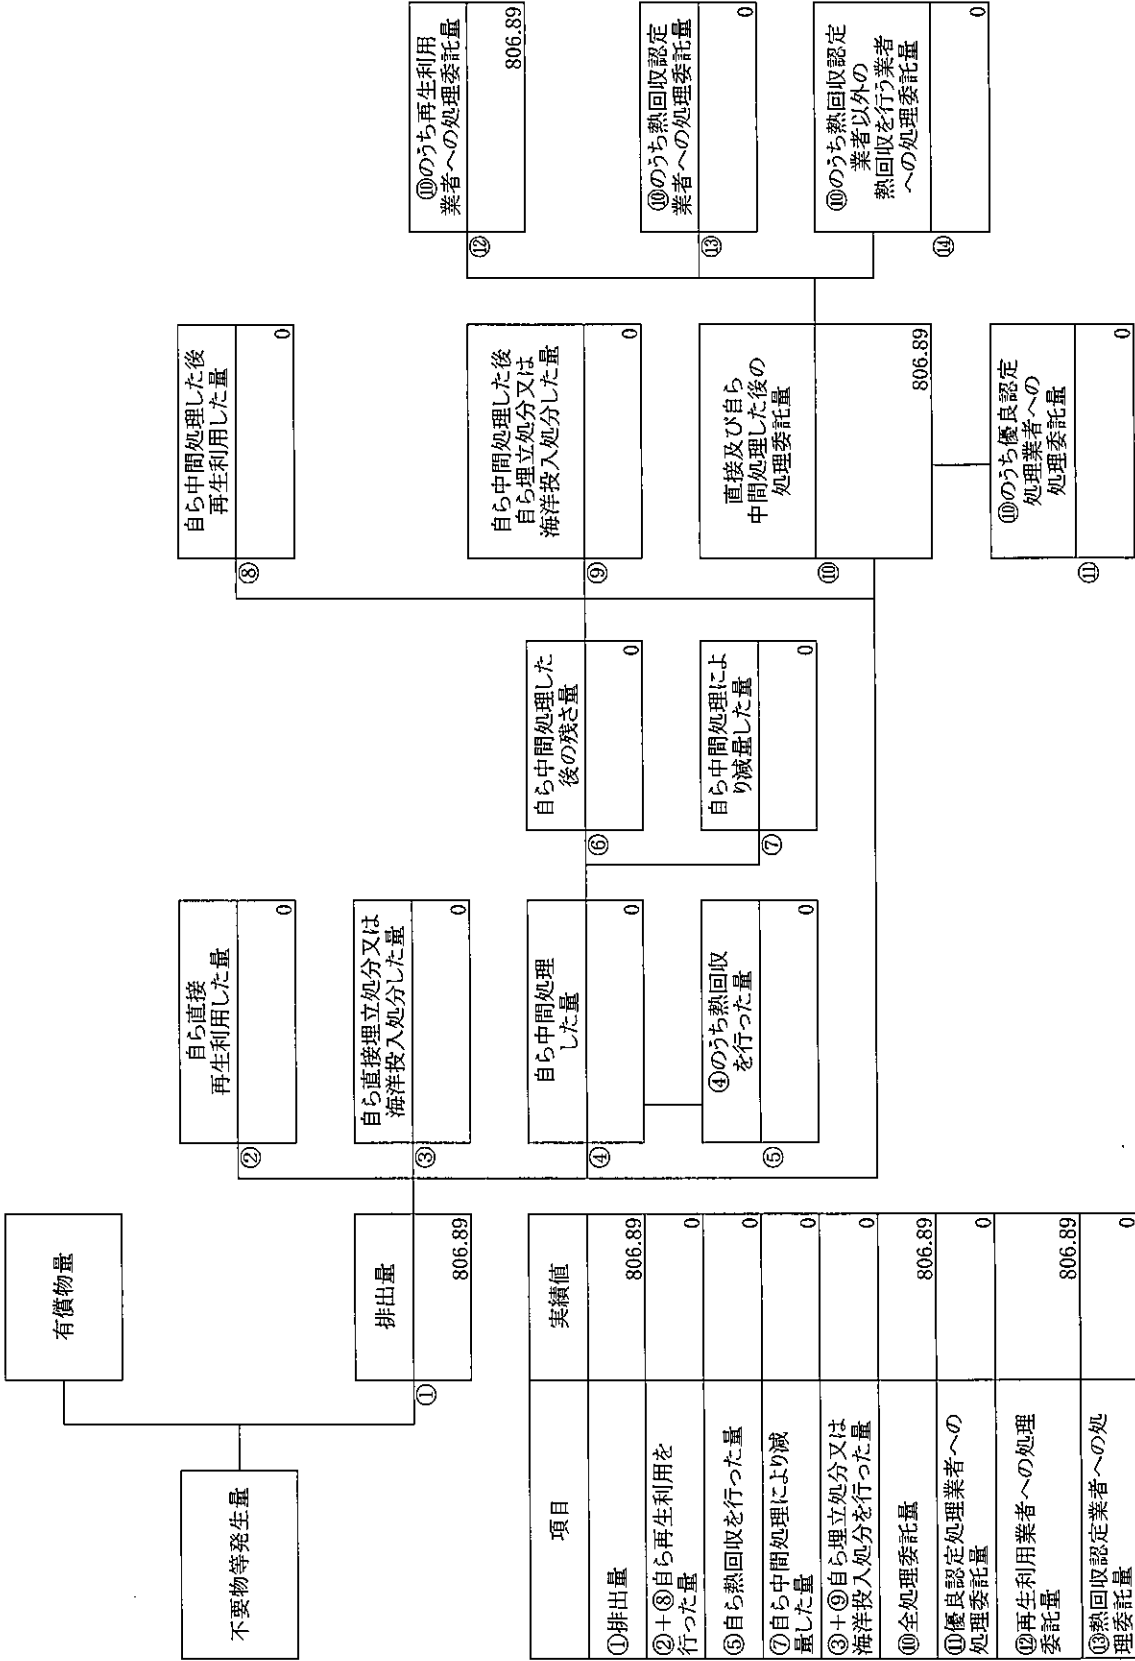 不要物等発生量
有償物量
排出量
①
806.89
自ら直接
再生利用した量
②
0
自ら直接埋立処分又は
海洋投入処分した量
③
0
自ら中間処理
した量
④
0
④のうち熱回収
を行った量
⑤
0
自ら中間処理した
後の残さ量
⑥
0
自ら中間処理によ
り減量した量
⑦
0
自ら中間処理した後
再生利用した量
⑧
0
自ら中間処理した後
自ら埋立処分又は
海洋投入処分した量
⑨
0
直接及び自ら
中間処理した後の
処理委託量
⑩
806.89
⑩のうち優良認定
処理業者への
処理委託量
⑪
0
⑩のうち再生利用
業者への処理委託量
⑫
806.89
⑩のうち熱回収認定
業者への処理委託量
⑬
0
⑩のうち熱回収認定
業者以外の
熱回収を行う業者
への処理委託量
⑭
0
項目 実績値
①排出量 806.89
②+⑧自ら再生利用を
行った量 0
⑤自ら熱回収を行った量 0
⑦自ら中間処理により減
量した量 0
③+⑨自ら埋立処分又は
海洋投入処分を行った量 0
⑩全処理委託量 806.89
⑪優良認定処理業者への
処理委託量 0
⑫再生利用業者への処理
委託量 806.89
⑬熱回収認定業者への処
理委託量 0